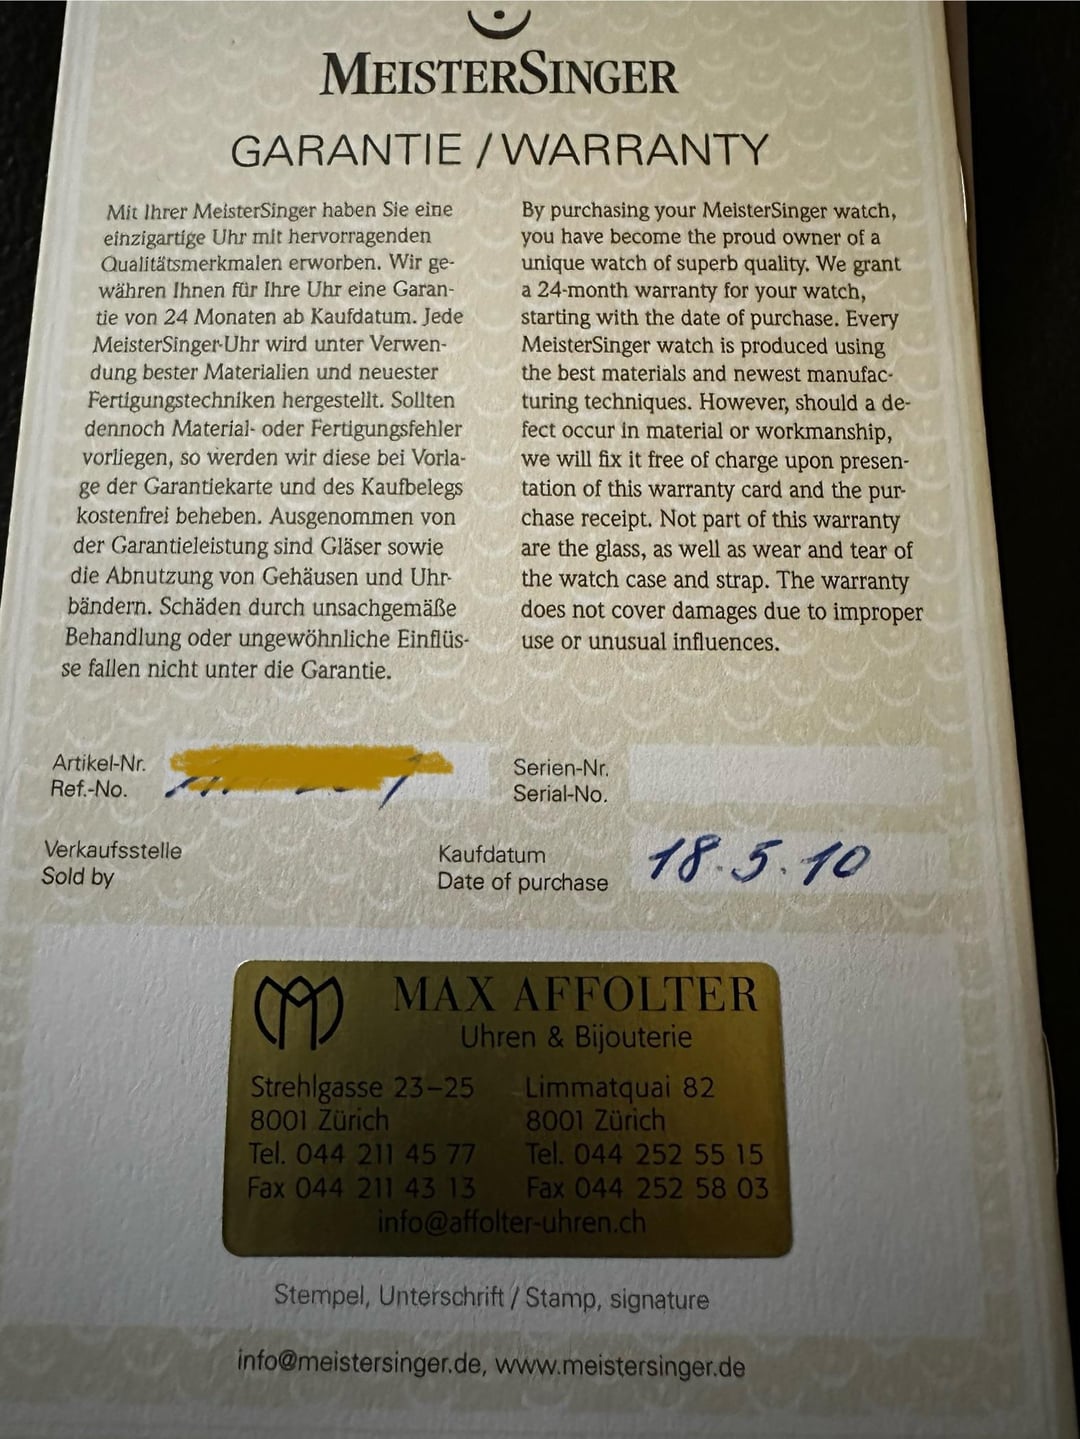 MEISTERSINGER
GARANTIE / WARRANTY
Mit Ihrer MeisterSinger haben Sie eine
einzigartige Uhr mit hervorragenden
Qualitätsmerkmalen erworben. Wir ge-
währen Ihnen für Ihre Uhr eine Garan-
tie von 24 Monaten ab Kaufdatum. Jede
MeisterSinger-Uhr wird unter Verwen-
dung bester Materialien und neuester
Fertigungstechniken hergestellt. Sollten
dennoch Material- oder Fertigungsfehler
vorliegen, so werden wir diese bei Vorla-
ge der Garantiekarte und des Kaufbelegs
kostenfrei beheben. Ausgenommen von
der Garantieleistung sind Gläser sowie
die Abnutzung von Gehäusen und Uhr-
bändern. Schäden durch unsachgemäße
Behandlung oder ungewöhnliche Einflüs-
se fallen nicht unter die Garantie.
By purchasing your MeisterSinger watch,
you have become the proud owner of a
unique watch of superb quality. We grant
a 24-month warranty for your watch,
starting with the date of purchase. Every
MeisterSinger watch is produced using
the best materials and newest manufac-
turing techniques. However, should a de-
fect occur in material or workmanship,
we will fix it free of charge upon presen-
tation of this warranty card and the pur-
chase receipt. Not part of this warranty
are the glass, as well as wear and tear of
the watch case and strap. The warranty
does not cover damages due to improper
use or unusual influences.
Artikel-Nr.
Ref.-No.
Serien-Nr.
Serial-No.
Verkaufsstelle
Sold by
Kaufdatum
Date of purchase
18.5.10
MAX AFFOLTER
Uhren & Bijouterie
Strehlgasse 23–25
8001 Zürich
Tel. 044 211 45 77
Fax 044 211 43 13
Limmatquai 82
8001 Zürich
Tel. 044 252 55 15
Fax 044 252 58 03
info@affolter-uhren.ch
Stempel, Unterschrift / Stamp, signature
info@meistersinger.de, www.meistersinger.de